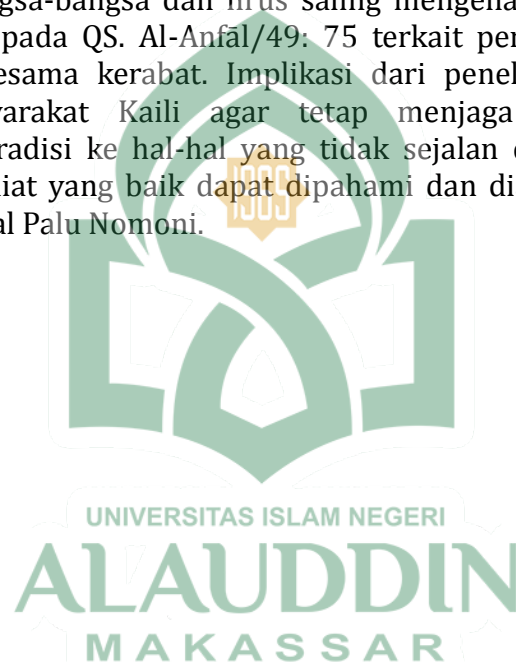 gsa-bangsa dan harus saling mengena
pada QS. Al-Anfāl/49: 75 terkait per
esama kerabat. Implikasi dari penel
yarakat Kaili agar tetap menjaga
radisi ke hal-hal yang tidak sejalan
iat yang baik dapat dipahami dan di
al Palu Nomoni.
1965
UNIVERSITAS ISLAM NEGERI
ALAUDDIN
MAKASSAR